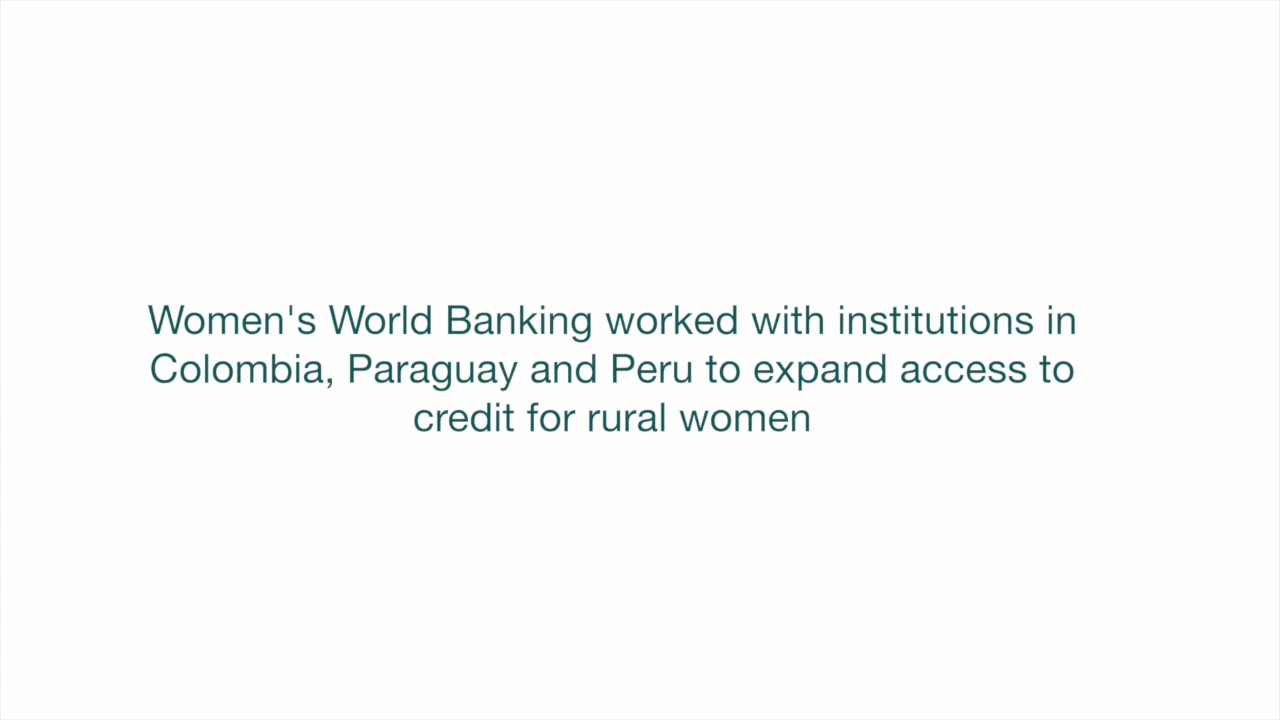 Women's World Banking worked with institutions in
Colombia, Paraguay and Peru to expand access to
credit for rural women